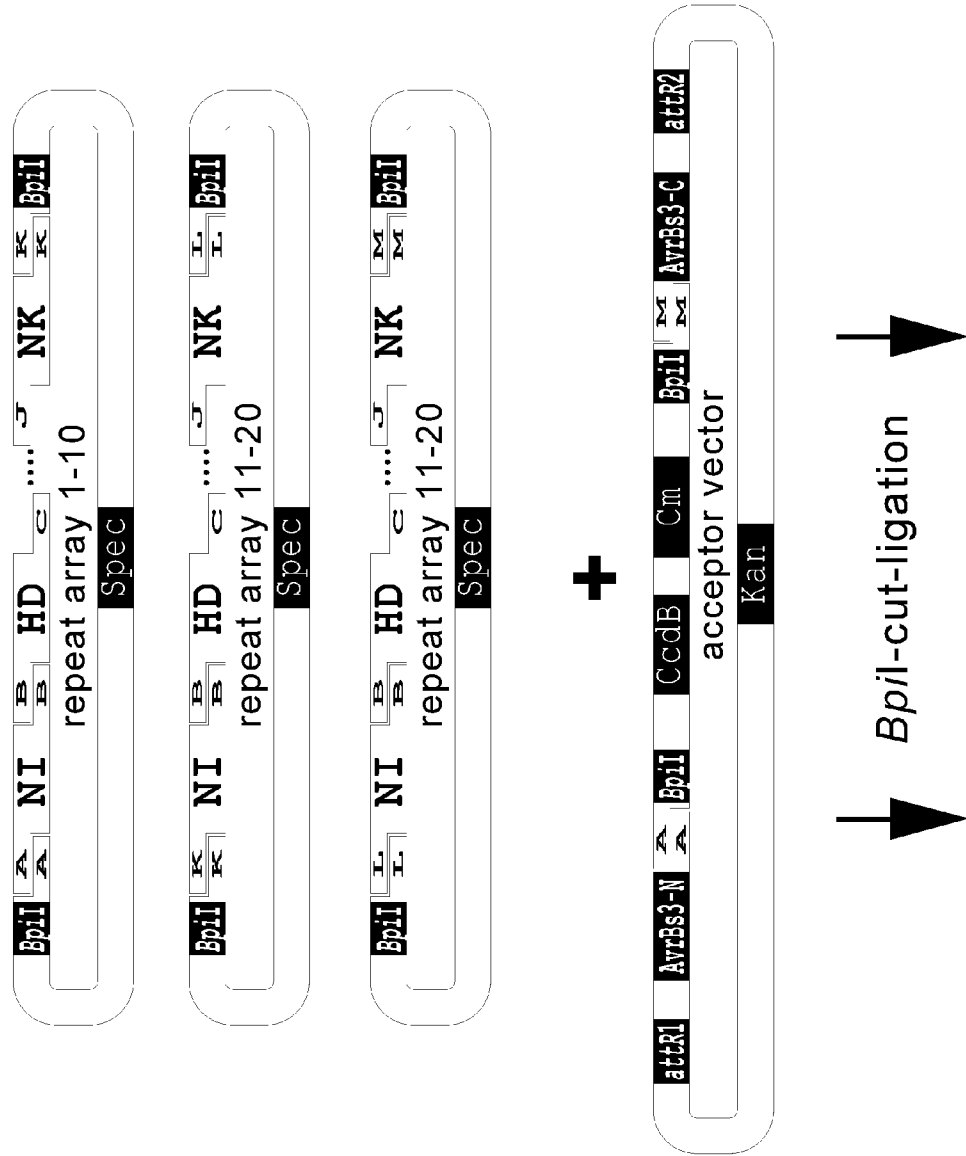 BpiI A A NI B B HD C ..... J NK K K BpiI
repeat array 1-10
Spec
BpiI K K NI B B HD C ..... J NK L L BpiI
repeat array 11-20
Spec
BpiI L L NI B B HD C ..... J NK M M BpiI
repeat array 11-20
Spec
+
attR1 AvrBs3-N A A BpiI CcdB Cm BpiI M M AvrBs3-C attR2
acceptor vector
Kan
BpiI-cut-ligation